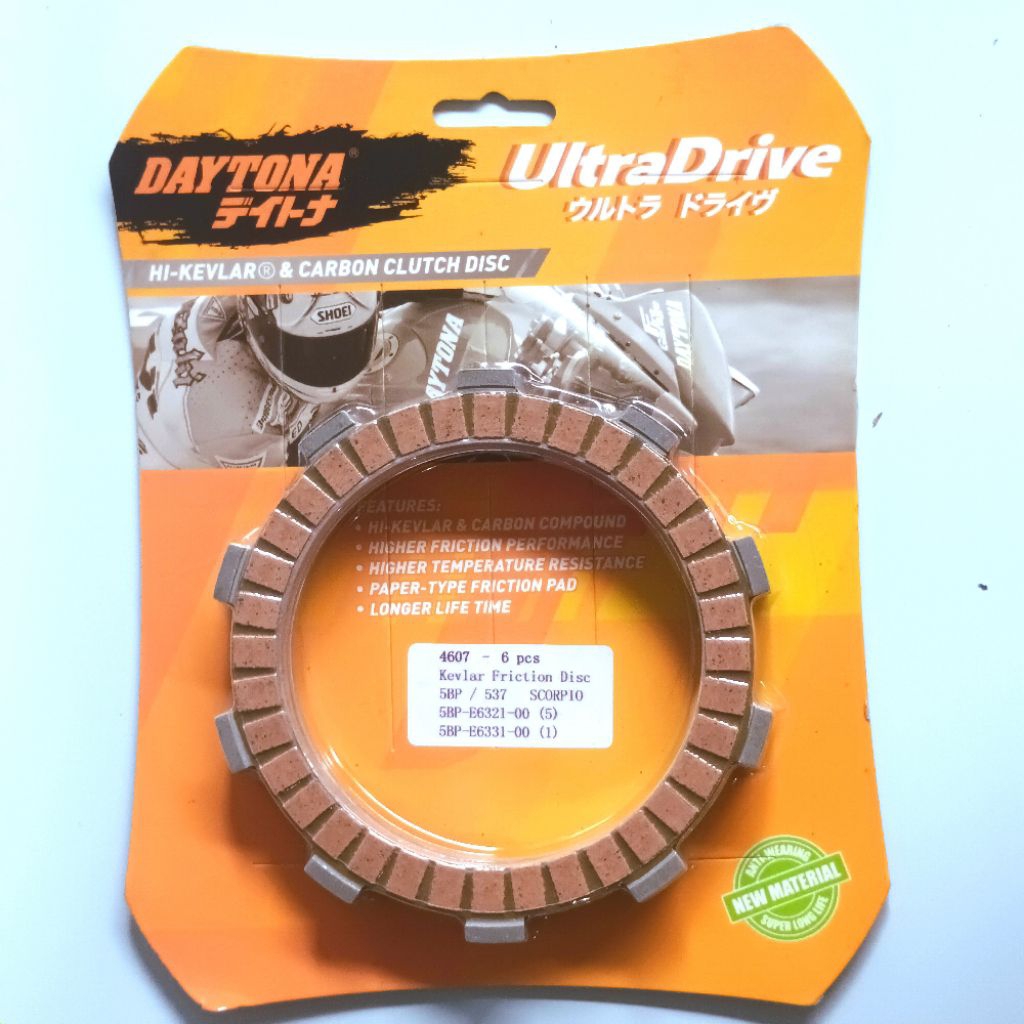 DAYTONA®
デイトナ
UltraDrive
ウルトラ ドライヴ
HI-KEVLAR® & CARBON CLUTCH DISC
SHOEI
DAYTONA
FEATURES:
• HI-KEVLAR & CARBON COMPOUND
• HIGHER FRICTION PERFORMANCE
• HIGHER TEMPERATURE RESISTANCE
• PAPER-TYPE FRICTION PAD
• LONGER LIFE TIME
4607 - 6 pcs
Kevlar Friction Disc
5BP / 537 SCORPIO
5BP-E6321-00 (5)
5BP-E6331-00 (1)
ANTI WEARING
NEW MATERIAL
SUPER LONG LIFE